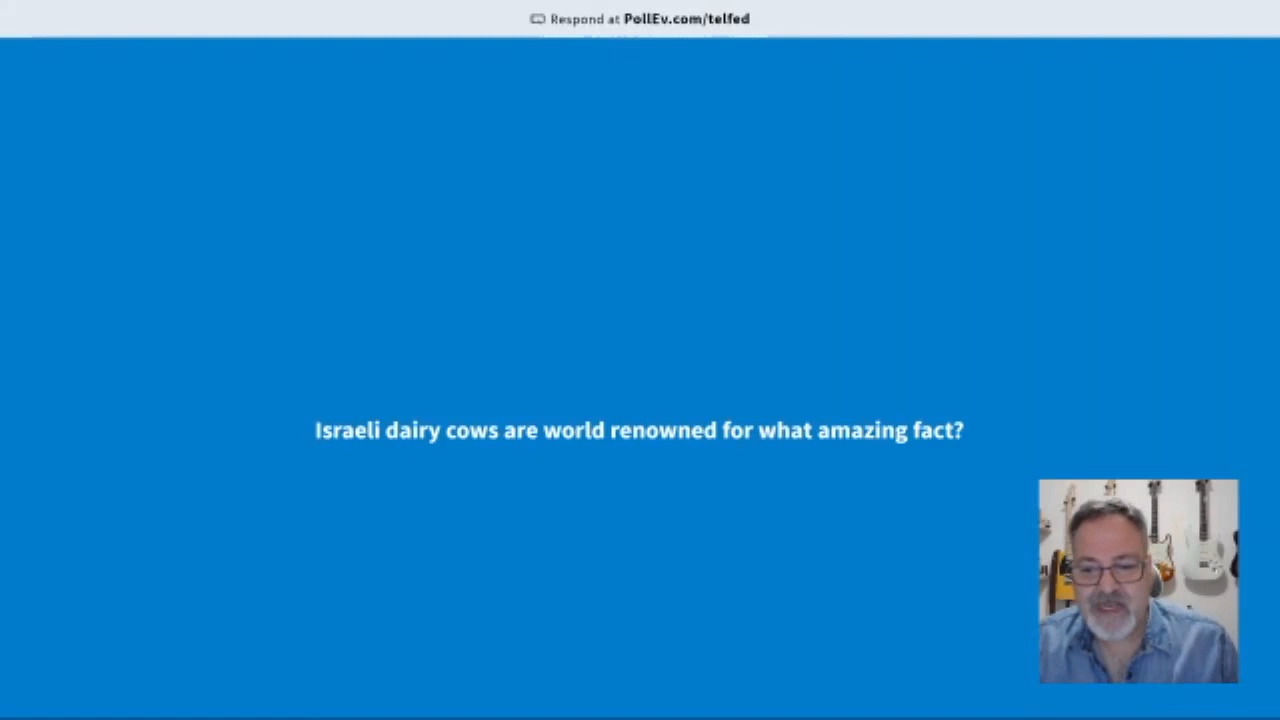 Respond at PollEv.com/telfed
Israeli dairy cows are world renowned for what amazing fact?